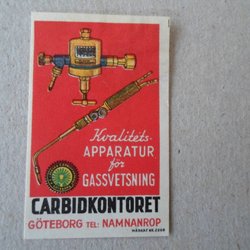 Kvalitets-
APPARATUR
för
GASSVETSNING
CARBIDKONTORET
GÖTEBORG TEL: NAMNANROP